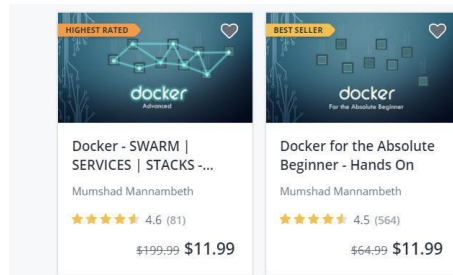 HIGHEST RATED
docker
Advanced
Docker - SWARM |
SERVICES | STACKS -...
Mumshad Mannambeth
4.6 (81)
$199.99 $11.99
BEST SELLER
docker
For the Absolute Beginner
Docker for the Absolute
Beginner - Hands On
Mumshad Mannambeth
4.5 (564)
$64.99 $11.99